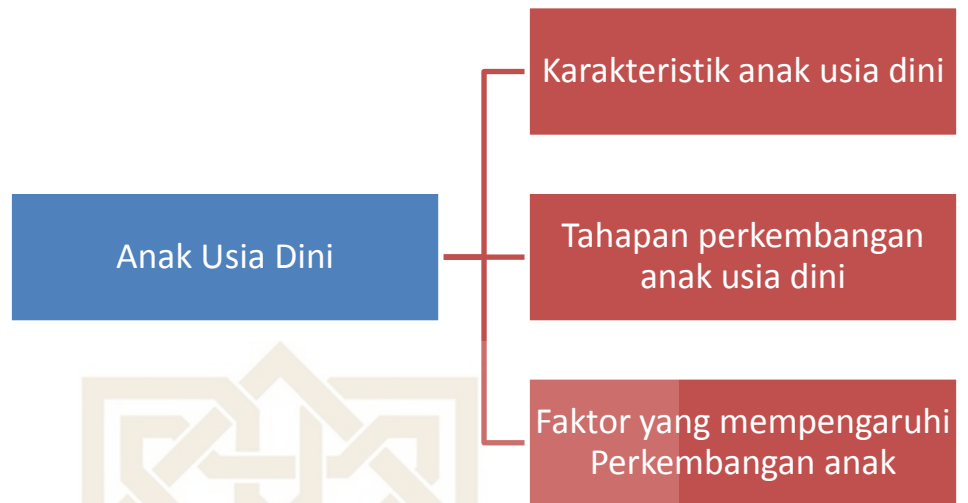 Karakteristik anak usia dini
Anak Usia Dini
Tahapan perkembangan
anak usia dini
Faktor yang mempengaruhi
Perkembangan anak